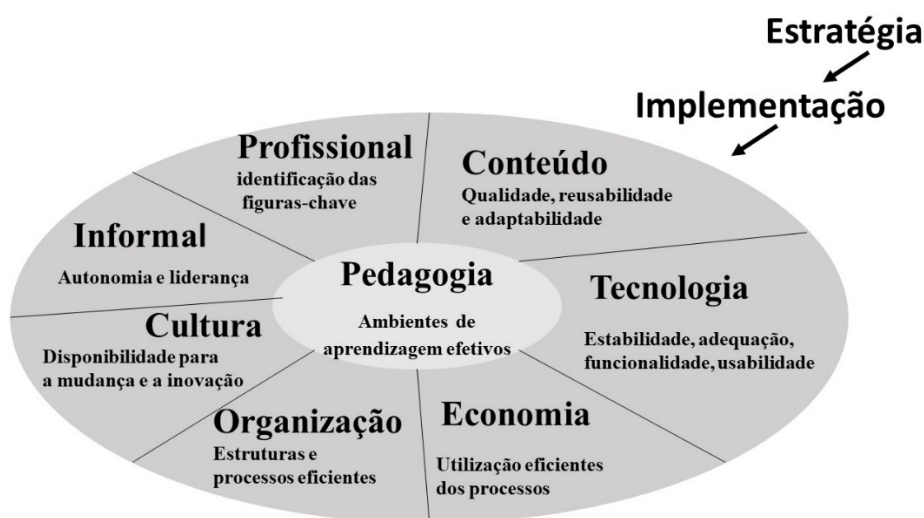 Estratégia
Implementação
Profissional
identificação das
figuras-chave
Conteúdo
Qualidade, reusabilidade
e adaptabilidade
Informal
Autonomia e liderança
Pedagogia
Ambientes de
aprendizagem efetivos
Tecnologia
Estabilidade, adequação,
funcionalidade, usabilidade
Cultura
Disponibilidade para
a mudança e a inovação
Organização
Estruturas e
processos eficientes
Economia
Utilização eficientes
dos processos